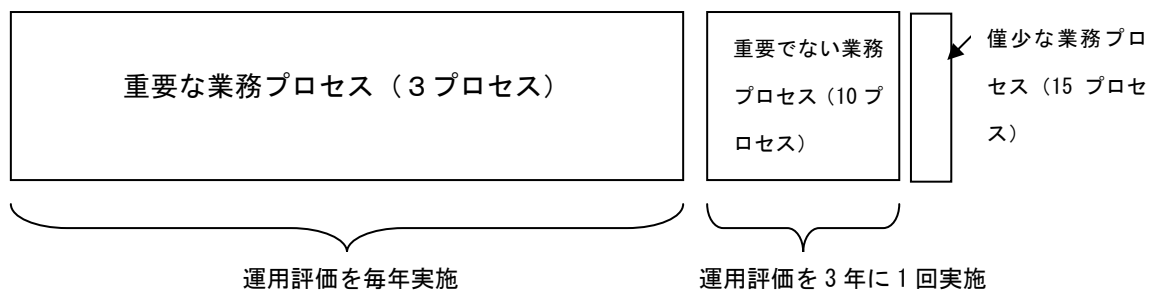 重要な業務プロセス（３プロセス）
重要でない業務
プロセス（10 プ
ロセス）
僅少な業務プロ
セス（15 プロセ
ス）
運用評価を毎年実施
運用評価を 3 年に 1 回実施